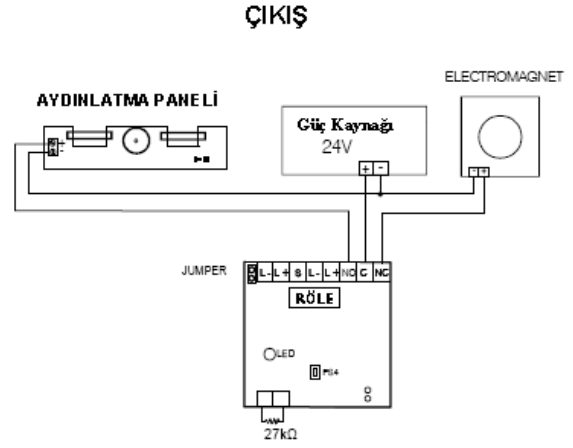 ÇIKIŞ
ELECTROMAGNET
AYDINLATMA PANELİ
Güç Kaynağı
24V
+ -
+
-
- +
JUMPER
L- L+ S L- L+ NO C NC
RÖLE
LED
27kΩ